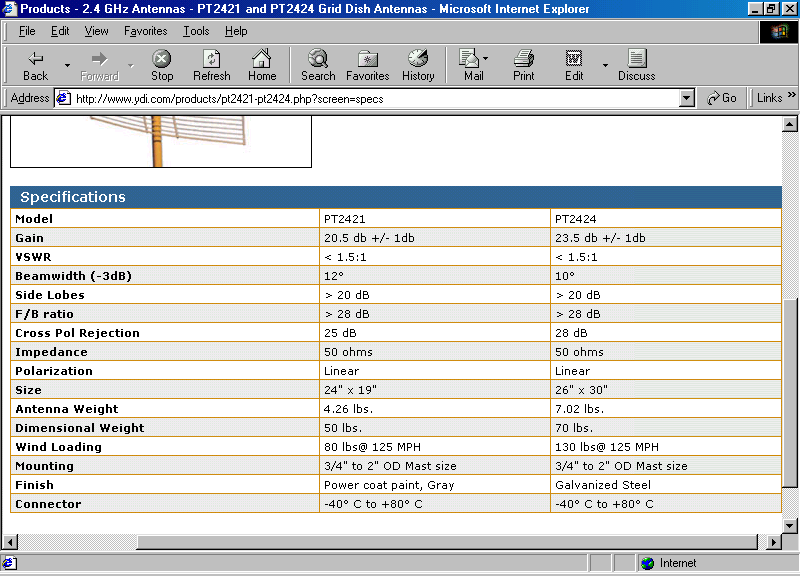 Products - 2.4 GHz Antennas - PT2421 and PT2424 Grid Dish Antennas - Microsoft Internet Explorer
File Edit View Favorites Tools Help
Back Forward Stop Refresh Home Search Favorites History Mail Print Edit Discuss
Address http://www.ydi.com/products/pt2421-pt2424.php?screen=specs Go Links »
Specifications
Model PT2421 PT2424
Gain 20.5 db +/- 1db 23.5 db +/- 1db
VSWR < 1.5:1 < 1.5:1
Beamwidth (-3dB) 12° 10°
Side Lobes > 20 dB > 20 dB
F/B ratio > 28 dB > 28 dB
Cross Pol Rejection 25 dB 28 dB
Impedance 50 ohms 50 ohms
Polarization Linear Linear
Size 24" x 19" 26" x 30"
Antenna Weight 4.26 lbs. 7.02 lbs.
Dimensional Weight 50 lbs. 70 lbs.
Wind Loading 80 lbs@ 125 MPH 130 lbs@ 125 MPH
Mounting 3/4" to 2" OD Mast size 3/4" to 2" OD Mast size
Finish Power coat paint, Gray Galvanized Steel
Connector -40° C to +80° C -40° C to +80° C
Internet